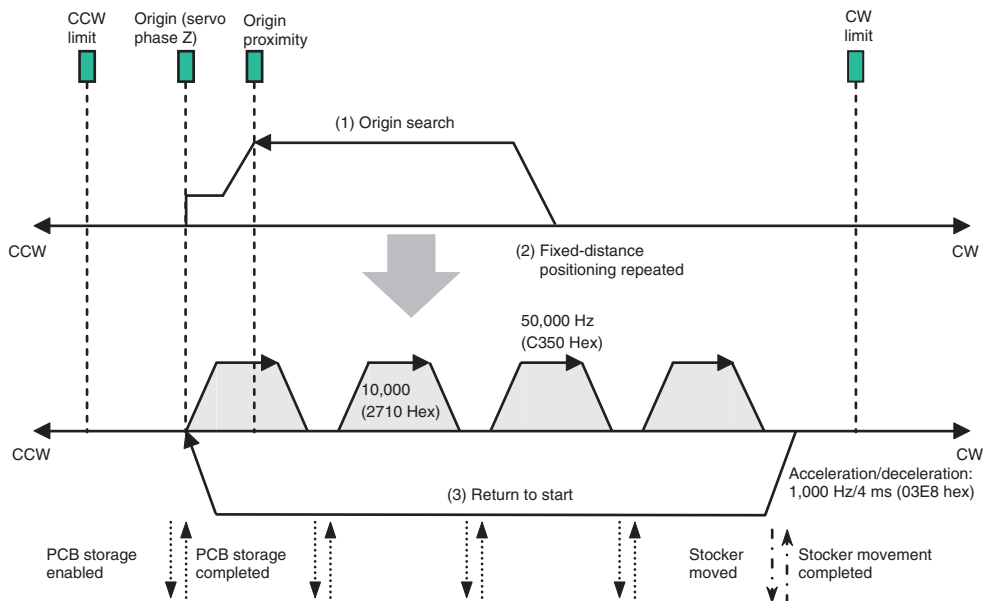 CCW
limit
Origin (servo
phase Z)
Origin
proximity
CW
limit
(1) Origin search
CCW
CW
(2) Fixed-distance
positioning repeated
50,000 Hz
(C350 Hex)
10,000
(2710 Hex)
CCW
CW
Acceleration/deceleration:
1,000 Hz/4 ms (03E8 hex)
(3) Return to start
PCB storage
enabled
PCB storage
completed
Stocker
moved
Stocker movement
completed